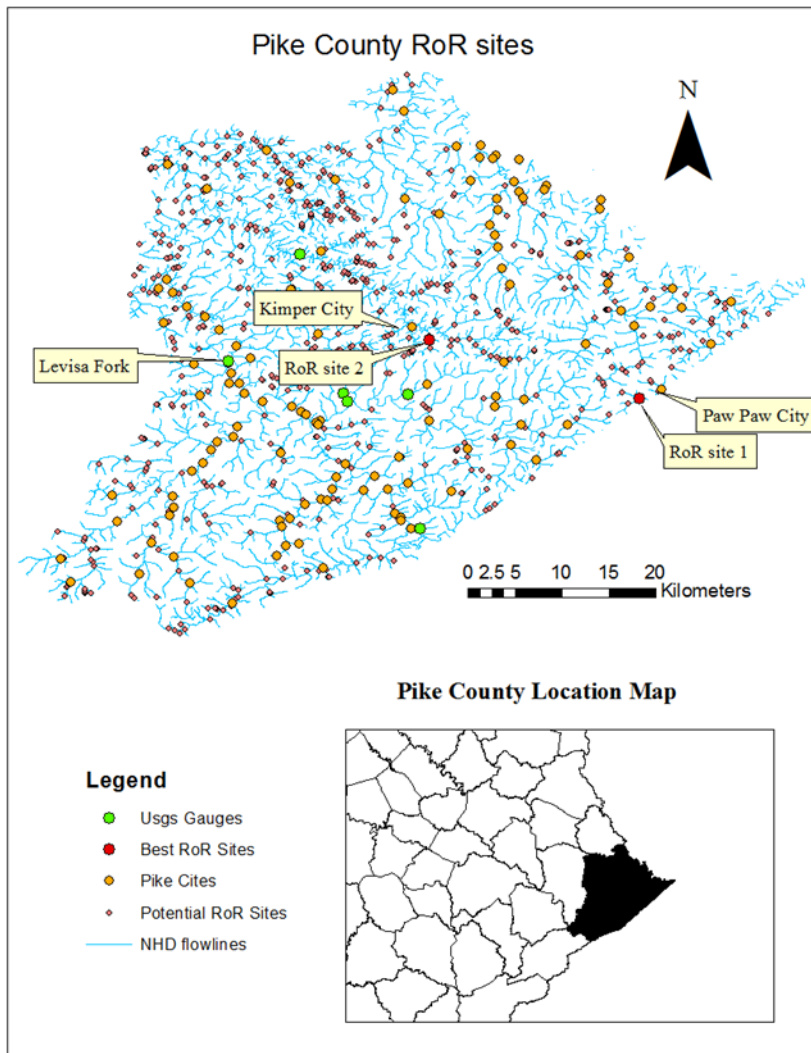 Pike County RoR sites
N
Kimper City
Levisa Fork
RoR site 2
Paw Paw City
RoR site 1
0 2.5 5 10 15 20
Kilometers
Pike County Location Map
Legend
Usgs Gauges
Best RoR Sites
Pike Cites
Potential RoR Sites
NHD flowlines